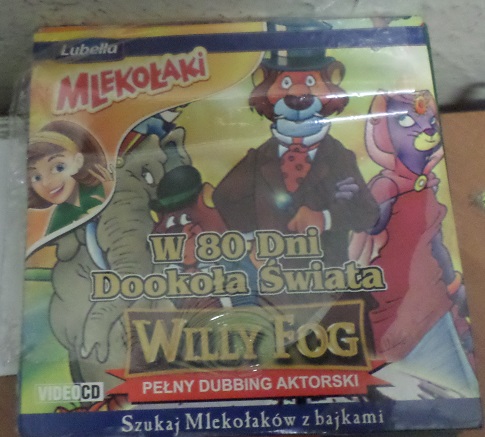 Lubella
MLEKOŁAKI
W 80 Dni
Dookoła Świata
WILLY FOG
PEŁNY DUBBING AKTORSKI
VIDEO CD
Szukaj Mlekołaków z bajkami